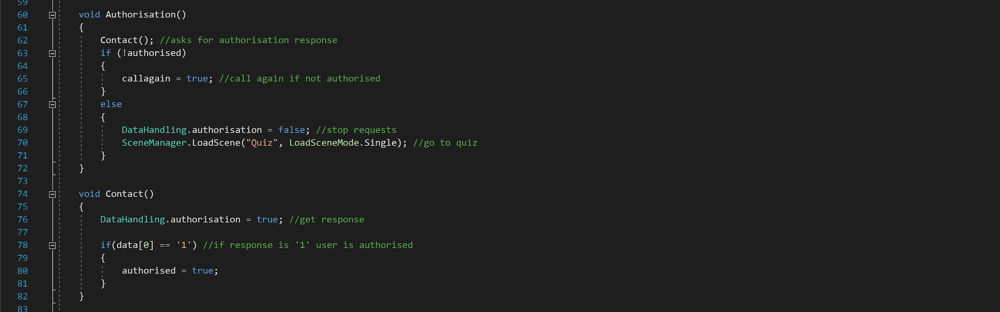 59
60 void Authorisation()
61 {
62 Contact(); //asks for authorisation response
63 if (!authorised)
64 {
65 callagain = true; //call again if not authorised
66 }
67 else
68 {
69 DataHandling.authorisation = false; //stop requests
70 SceneManager.LoadScene("Quiz", LoadSceneMode.Single); //go to quiz
71 }
72 }
73
74 void Contact()
75 {
76 DataHandling.authorisation = true; //get response
77
78 if(data[0] == '1') //if response is '1' user is authorised
79 {
80 authorised = true;
81 }
82 }
83